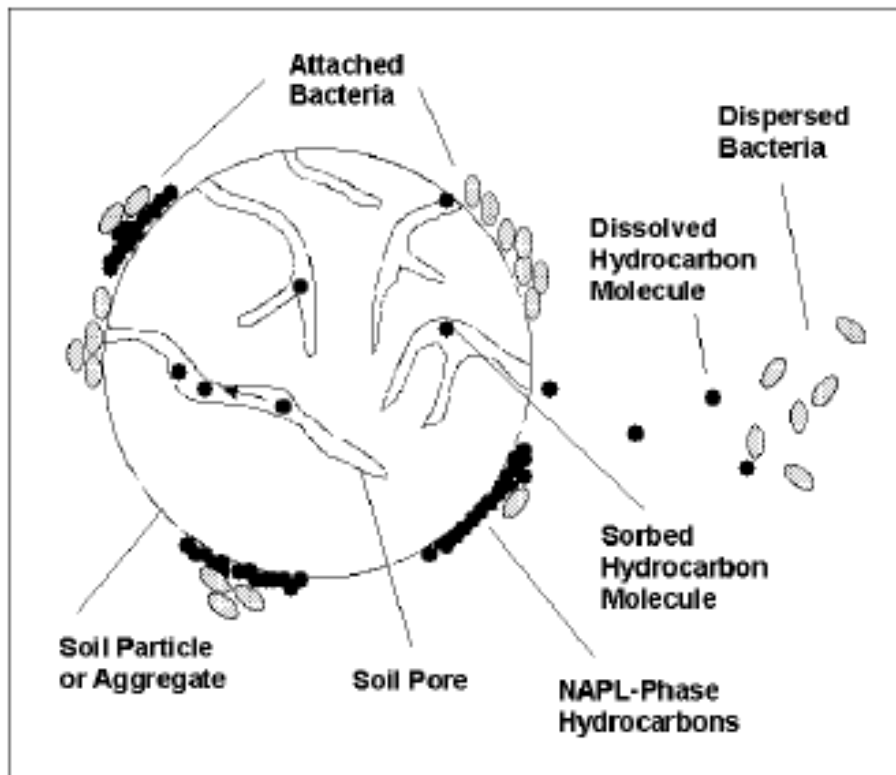 Attached
Bacteria
Dispersed
Bacteria
Dissolved
Hydrocarbon
Molecule
Sorbed
Hydrocarbon
Molecule
Soil Particle
or Aggregate
Soil Pore
NAPL-Phase
Hydrocarbons